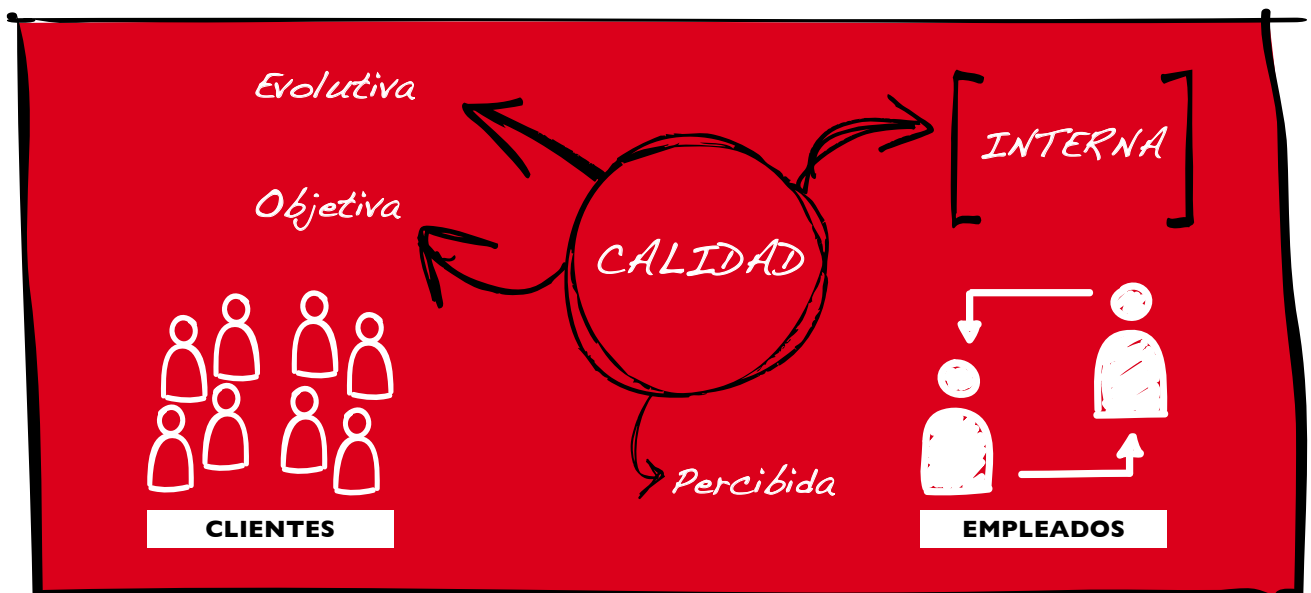 Evolutiva
INTERNA
Objetiva
CALIDAD
Percibida
CLIENTES
EMPLEADOS